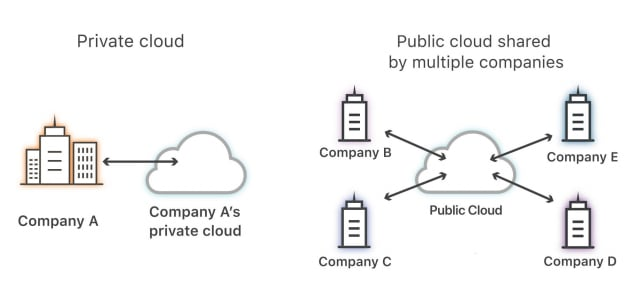 Private cloud
Company A
Company A's
private cloud
Public cloud shared
by multiple companies
Company B
Company E
Public Cloud
Company C
Company D